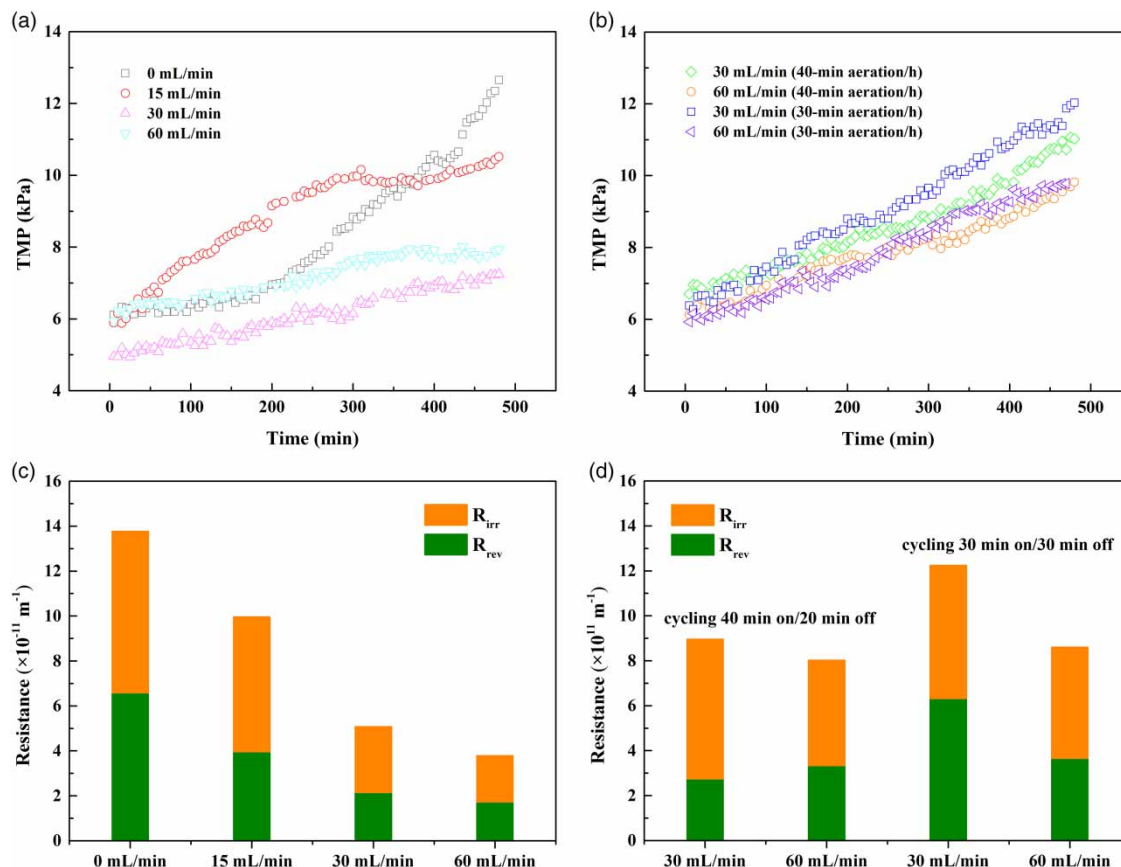 (a)
14
12
10
8
6
4
TMP (kPa)
0 mL/min
15 mL/min
30 mL/min
60 mL/min
0 100 200 300 400 500
Time (min)
(b)
14
12
10
8
6
4
TMP (kPa)
30 mL/min (40-min aeration/h)
60 mL/min (40-min aeration/h)
30 mL/min (30-min aeration/h)
60 mL/min (30-min aeration/h)
0 100 200 300 400 500
Time (min)
(c)
16
14
12
10
8
6
4
2
0
Resistance (×10⁻¹¹ m⁻¹)
R_irr
R_rev
0 mL/min 15 mL/min 30 mL/min 60 mL/min
(d)
16
14
12
10
8
6
4
2
0
Resistance (×10¹¹ m⁻¹)
R_irr
R_rev
cycling 30 min on/30 min off
cycling 40 min on/20 min off
30 mL/min 60 mL/min 30 mL/min 60 mL/min